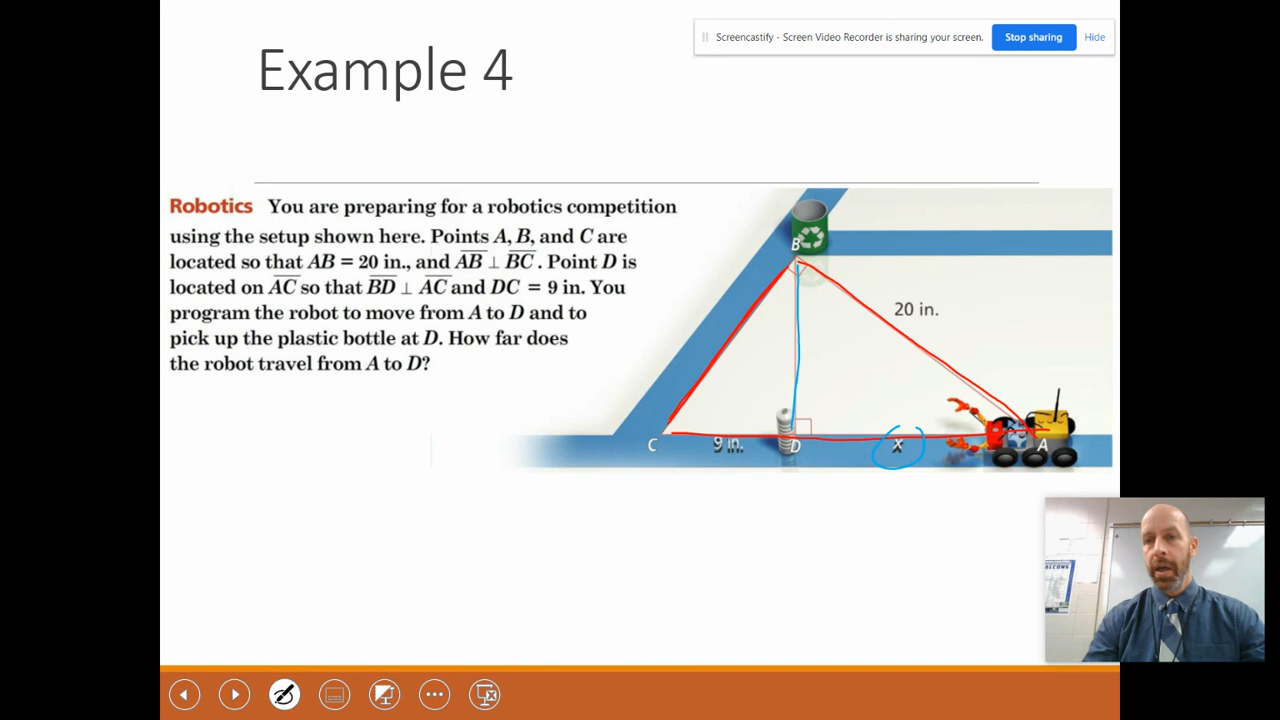 Screencastify - Screen Video Recorder is sharing your screen. Stop sharing Hide
Example 4
Robotics You are preparing for a robotics competition
using the setup shown here. Points A, B, and C are
located so that AB = 20 in., and AB ⊥ BC. Point D is
located on AC so that BD ⊥ AC and DC = 9 in. You
program the robot to move from A to D and to
pick up the plastic bottle at D. How far does
the robot travel from A to D?
B
20 in.
C 9 in. D x A